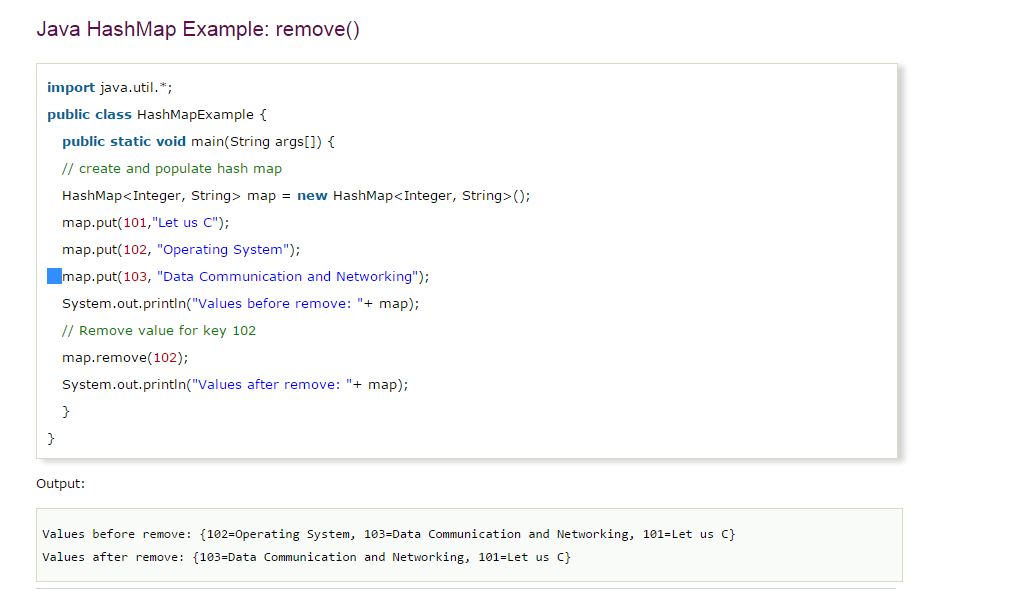 Java HashMap Example: remove()
import java.util.*;
public class HashMapExample {
public static void main(String args[]) {
// create and populate hash map
HashMap<Integer, String> map = new HashMap<Integer, String>();
map.put(101,"Let us C");
map.put(102, "Operating System");
map.put(103, "Data Communication and Networking");
System.out.println("Values before remove: "+ map);
// Remove value for key 102
map.remove(102);
System.out.println("Values after remove: "+ map);
}
}
Output:
Values before remove: {102=Operating System, 103=Data Communication and Networking, 101=Let us C}
Values after remove: {103=Data Communication and Networking, 101=Let us C}